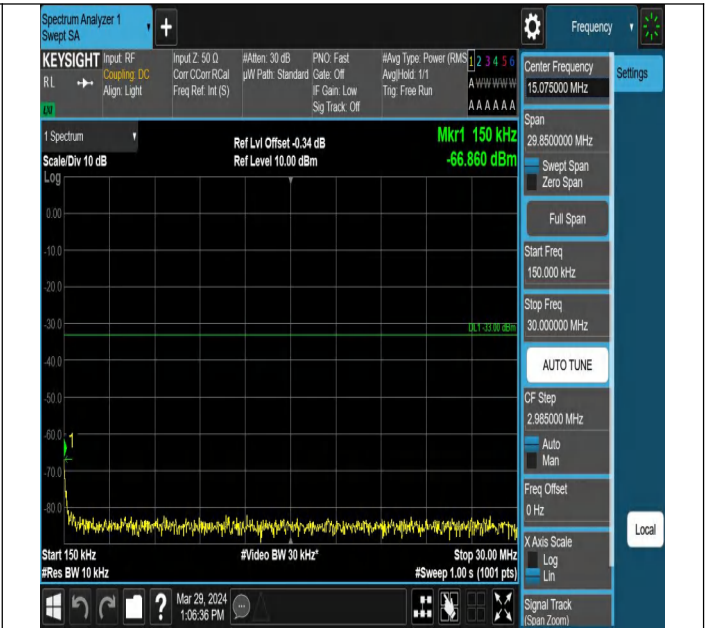 Spectrum Analyzer 1
Swept SA
+
Frequency
KEYSIGHT
RL
LXI
Input: RF
Coupling: DC
Align: Light
Input Z: 50 Ω
Corr CCorr RCal
Freq Ref: Int (S)
#Atten: 30 dB
µW Path: Standard
PNO: Fast
Gate: Off
IF Gain: Low
Sig Track: Off
#Avg Type: Power (RMS
Avg|Hold: 1/1
Trig: Free Run
1 2 3 4 5 6
A W W W W W
A A A A A A
1 Spectrum
Scale/Div 10 dB
Log
Ref Lvl Offset -0.34 dB
Ref Level 10.00 dBm
Mkr1 150 kHz
-66.860 dBm
0.00
-10.0
-20.0
-30.0
-40.0
-50.0
-60.0
-70.0
-80.0
DL1 -33.00 dBm
1
Start 150 kHz
#Res BW 10 kHz
#Video BW 30 kHz*
Stop 30.00 MHz
#Sweep 1.00 s (1001 pts)
Center Frequency
15.075000 MHz
Settings
Span
29.8500000 MHz
Swept Span
Zero Span
Full Span
Start Freq
150.000 kHz
Stop Freq
30.000000 MHz
AUTO TUNE
CF Step
2.985000 MHz
Auto
Man
Freq Offset
0 Hz
X Axis Scale
Log
Lin
Local
Signal Track
(Span Zoom)
?
Mar 29, 2024
1:06:36 PM